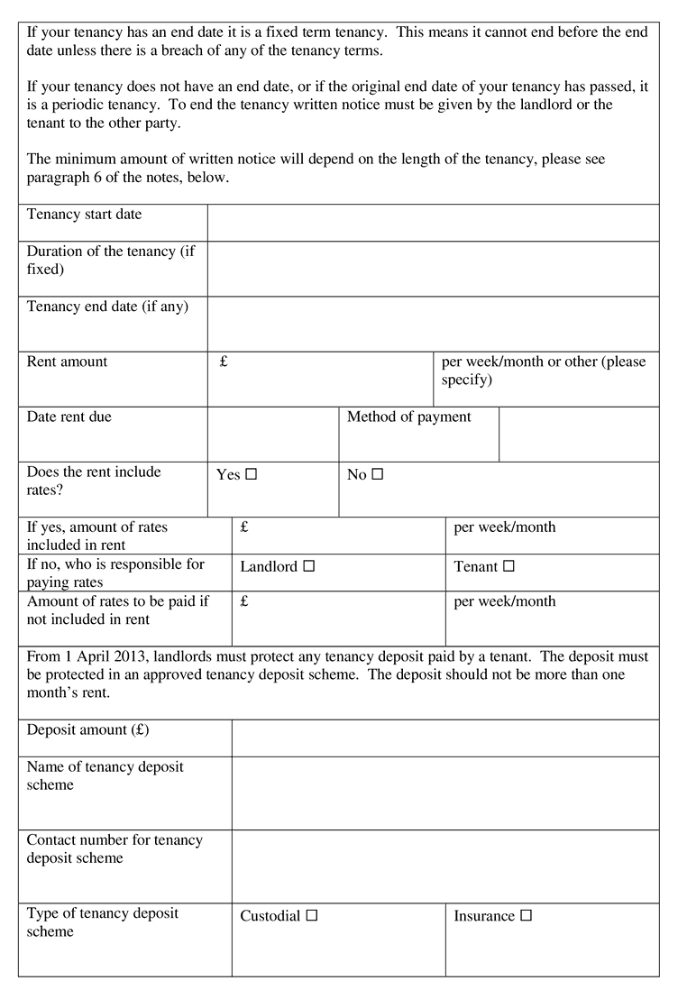 If your tenancy has an end date it is a fixed term tenancy.  This means it cannot end before the end
date unless there is a breach of any of the tenancy terms.
If your tenancy does not have an end date, or if the original end date of your tenancy has passed, it
is a periodic tenancy.  To end the tenancy written notice must be given by the landlord or the
tenant to the other party.
The minimum amount of written notice will depend on the length of the tenancy, please see
paragraph 6 of the notes, below.
Tenancy start date
Duration of the tenancy (if
fixed)
Tenancy end date (if any)
Rent amount
£
per week/month or other (please
specify)
Date rent due
Method of payment
Does the rent include
rates?
Yes ☐
No ☐
If yes, amount of rates
included in rent
£
per week/month
If no, who is responsible for
paying rates
Landlord ☐
Tenant ☐
Amount of rates to be paid if
not included in rent
£
per week/month
From 1 April 2013, landlords must protect any tenancy deposit paid by a tenant.  The deposit must
be protected in an approved tenancy deposit scheme.  The deposit should not be more than one
month’s rent.
Deposit amount (£)
Name of tenancy deposit
scheme
Contact number for tenancy
deposit scheme
Type of tenancy deposit
scheme
Custodial ☐
Insurance ☐